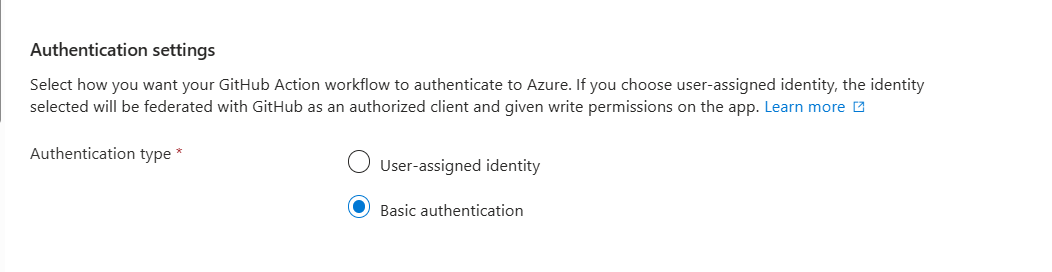 Authentication settings
Select how you want your GitHub Action workflow to authenticate to Azure. If you choose user-assigned identity, the identity
selected will be federated with GitHub as an authorized client and given write permissions on the app. Learn more
Authentication type *
User-assigned identity
Basic authentication